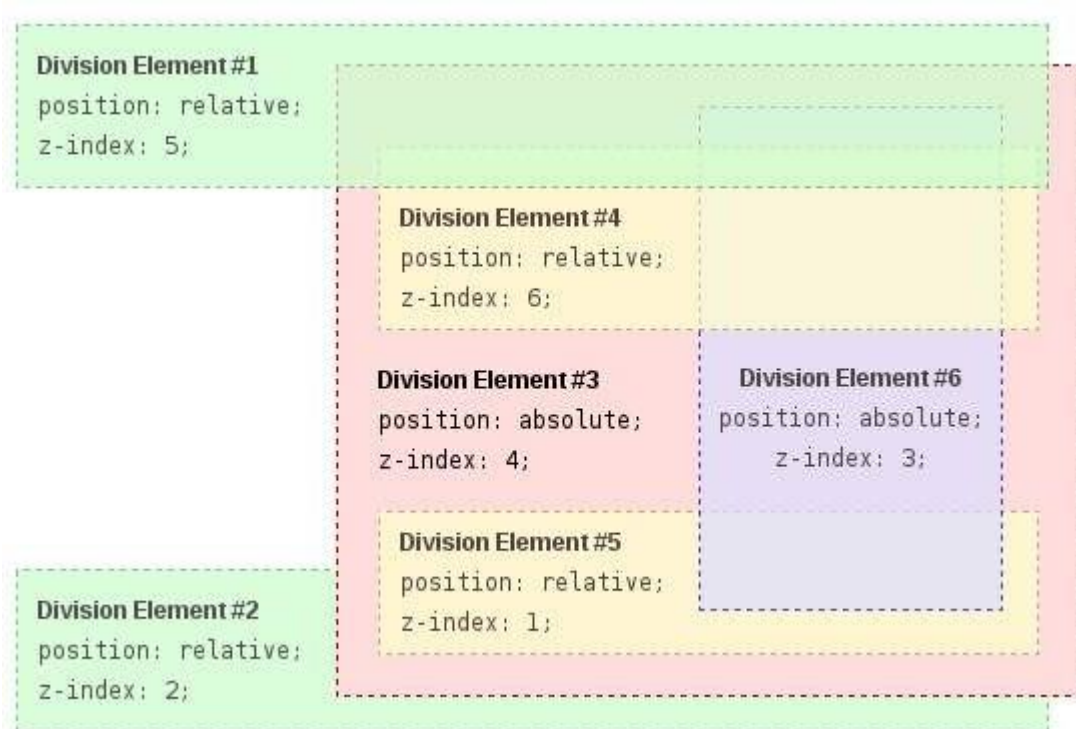 Division Element #1
position: relative;
z-index: 5;
Division Element #4
position: relative;
z-index: 6;
Division Element #3
position: absolute;
z-index: 4;
Division Element #6
position: absolute;
z-index: 3;
Division Element #5
position: relative;
z-index: 1;
Division Element #2
position: relative;
z-index: 2;